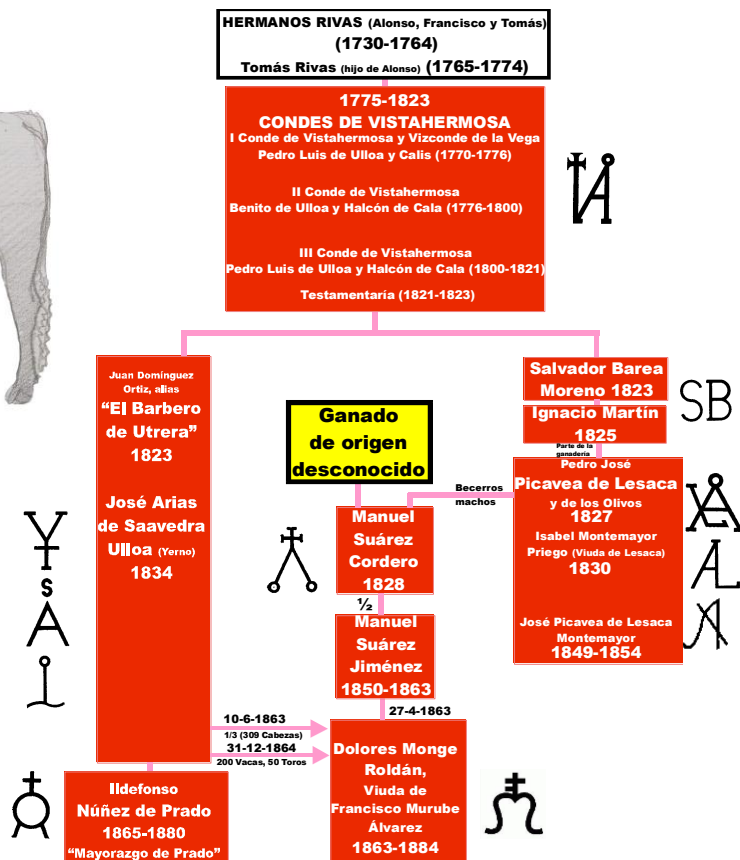 HERMANOS RIVAS (Alonso, Francisco y Tomás)
(1730-1764)
Tomás Rivas (hijo de Alonso) (1765-1774)
1775-1823
CONDES DE VISTAHERMOSA
I Conde de Vistahermosa y Vizconde de la Vega
Pedro Luis de Ulloa y Calis (1770-1776)
II Conde de Vistahermosa
Benito de Ulloa y Halcón de Cala (1776-1800)
III Conde de Vistahermosa
Pedro Luis de Ulloa y Halcón de Cala (1800-1821)
Testamentaría (1821-1823)
Juan Domínguez
Ortiz, alias
“El Barbero
de Utrera”
1823
José Arias
de Saavedra
Ulloa (Yerno)
1834
Salvador Barea
Moreno 1823
SB
Ignacio Martín
1825
Parte de la
ganadería
Pedro José
Picavea de Lesaca
y de los Olivos
1827
Isabel Montemayor
Priego (Viuda de Lesaca)
1830
José Picavea de Lesaca
Montemayor
1849-1854
Ganado
de origen
desconocido
Becerros
machos
Manuel
Suárez
Cordero
1828
½
Manuel
Suárez
Jiménez
1850-1863
27-4-1863
10-6-1863
1/3 (309 Cabezas)
31-12-1864
200 Vacas, 50 Toros
Dolores Monge
Roldán,
Viuda de
Francisco Murube
Álvarez
1863-1884
S
A
Ildefonso
Núñez de Prado
1865-1880
“Mayorazgo de Prado”